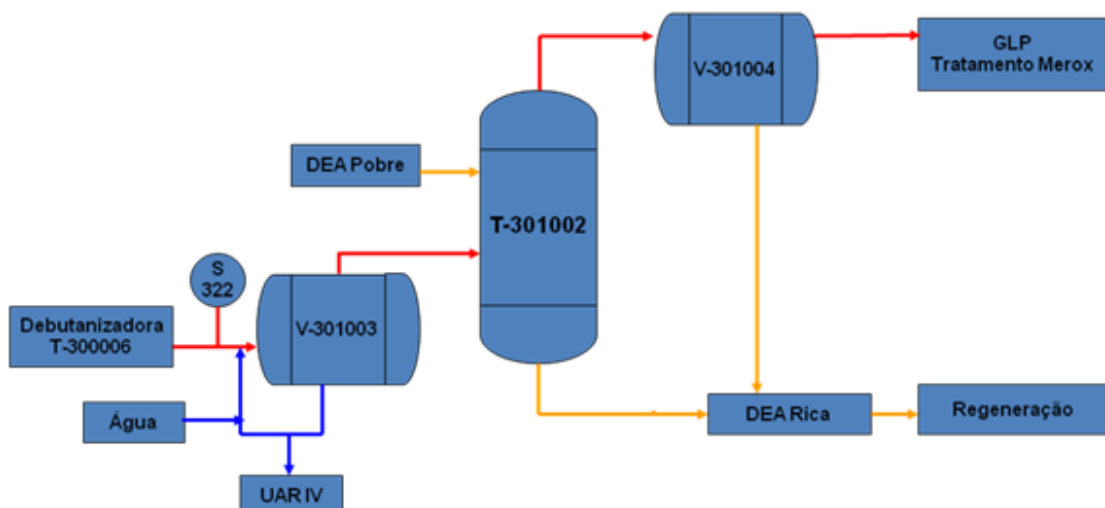 V-301004
GLP
Tratamento Merox
DEA Pobre
T-301002
S
322
Debutanizadora
T-300006
V-301003
Água
DEA Rica
Regeneração
UAR IV